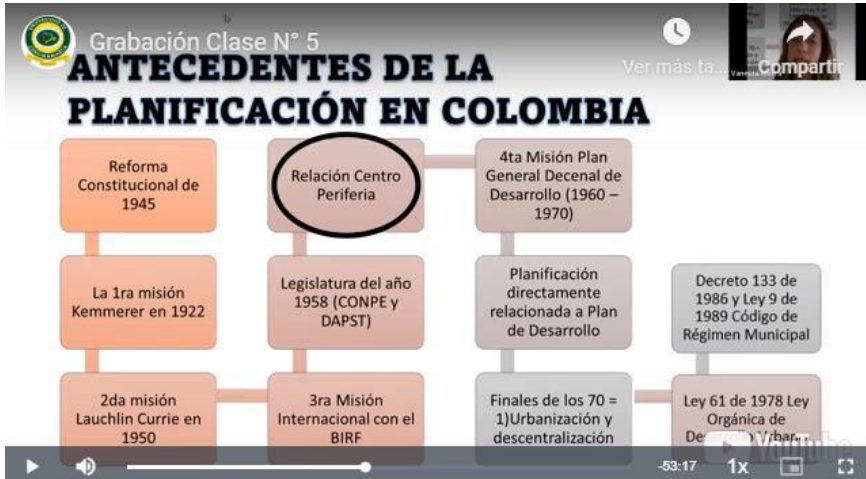 Grabación Clase N° 5
Ver más ta...
Compartir
ANTECEDENTES DE LA
PLANIFICACIÓN EN COLOMBIA
Reforma
Constitucional de
1945
La 1ra misión
Kemmerer en 1922
2da misión
Lauchlin Currie en
1950
3ra Misión
Internacional con el
BIRF
Legislatura del año
1958 (CONPE y
DAPST)
Relación Centro
Periferia
4ta Misión Plan
General Decenal de
Desarrollo (1960 –
1970)
Planificación
directamente
relacionada a Plan
de Desarrollo
Finales de los 70 =
1)Urbanización y
descentralización
Ley 61 de 1978 Ley
Orgánica de
Decreto 133 de
1986 y Ley 9 de
1989 Código de
Régimen Municipal
YouTube
-53:17
1x